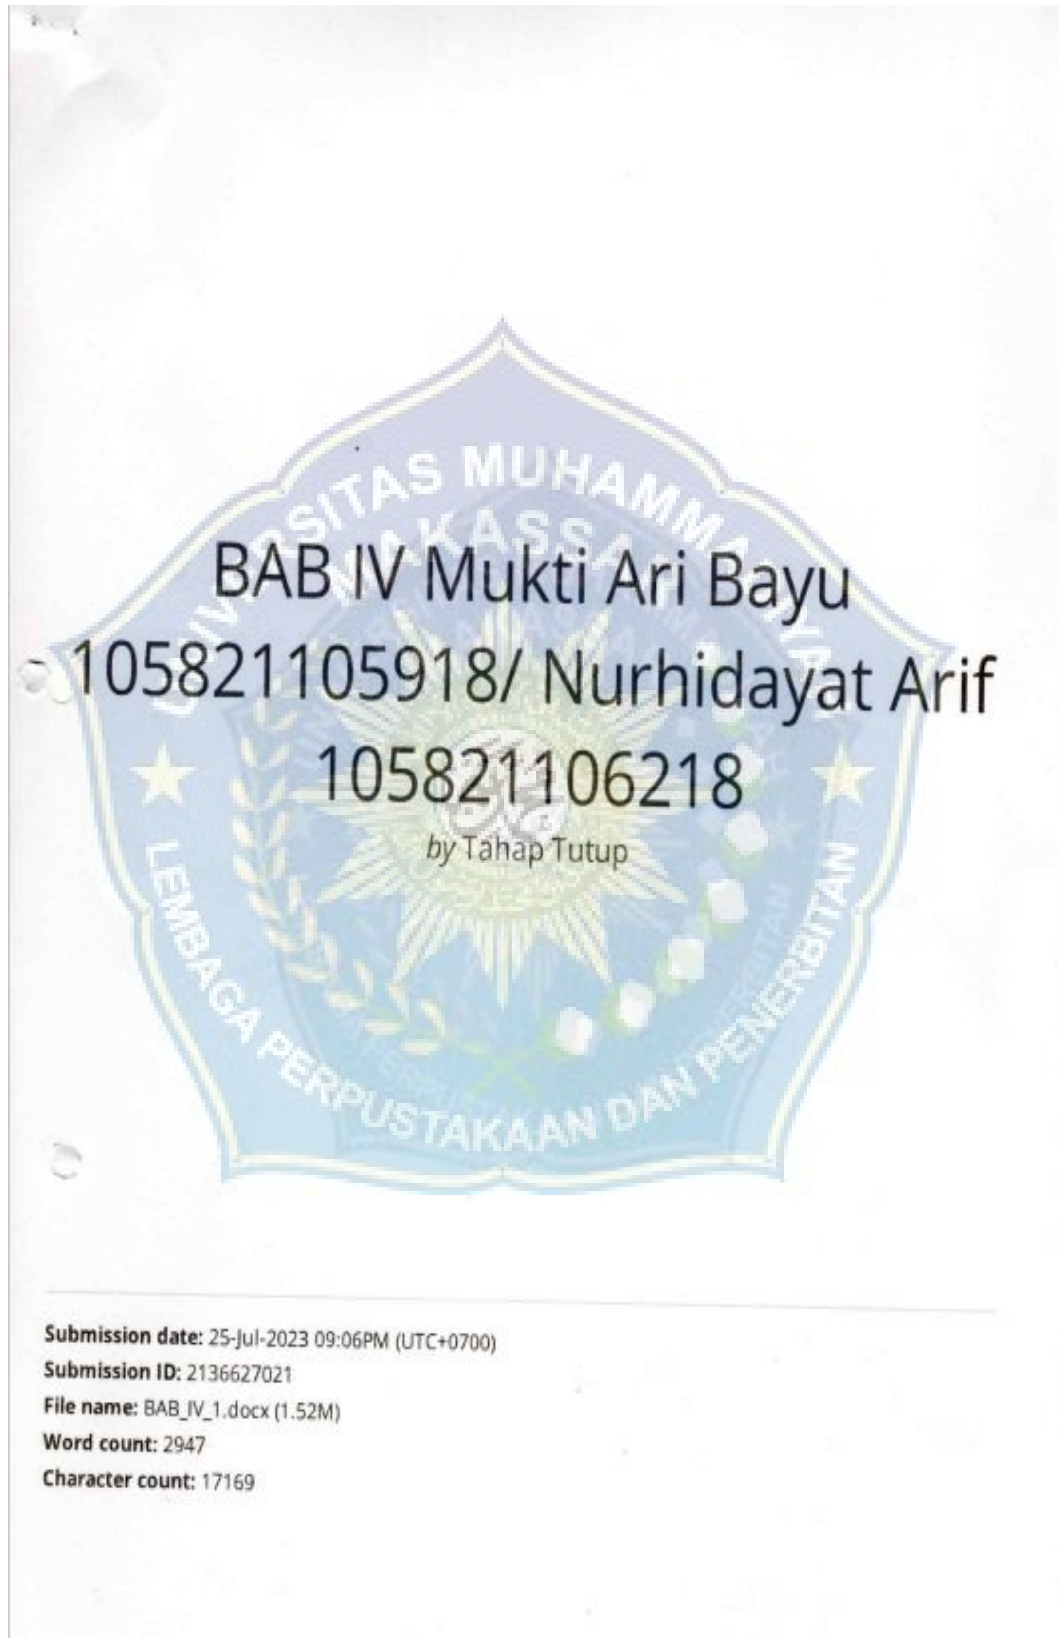 UNIVERSITAS MUHAMMADIYAH
MAKASSAR
BAB IV Mukti Ari Bayu
105821105918/ Nurhidayat Arif
105821106218
by Tahap Tutup
LEMBAGA PERPUSTAKAAN DAN PENERBITAN
Submission date: 25-Jul-2023 09:06PM (UTC+0700)
Submission ID: 2136627021
File name: BAB_IV_1.docx (1.52M)
Word count: 2947
Character count: 17169